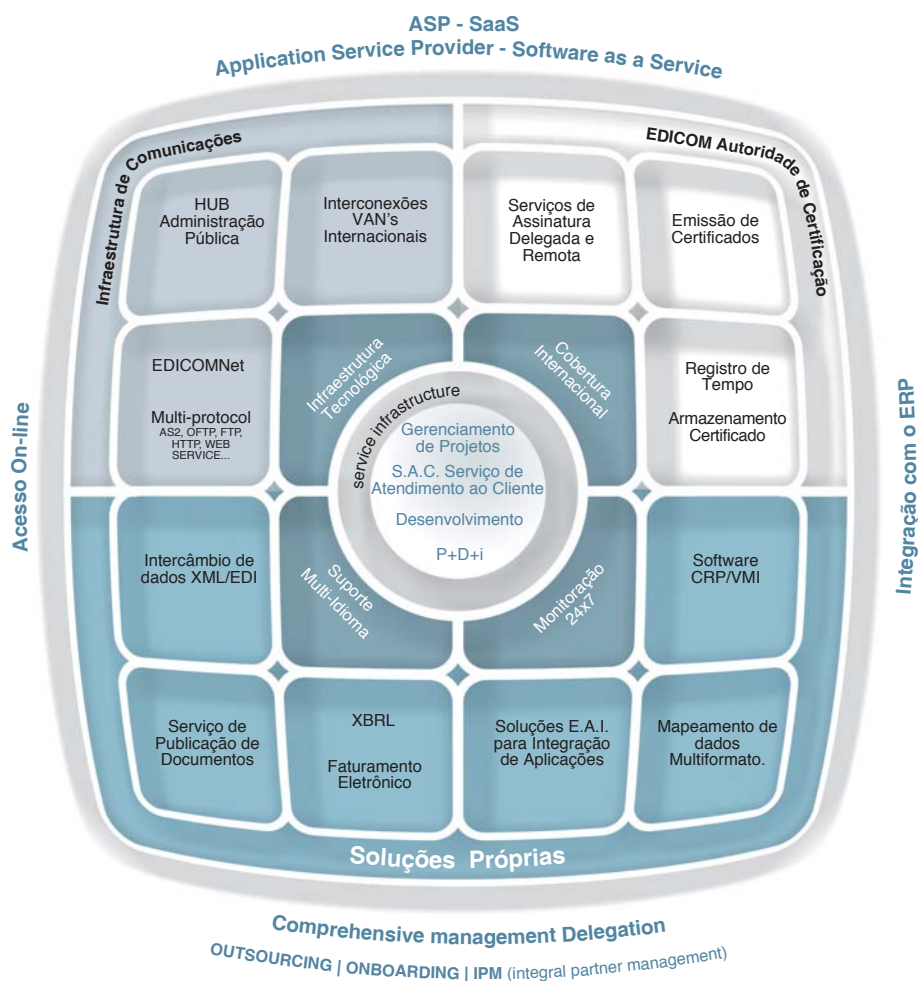 ASP - SaaS
Application Service Provider - Software as a Service
Infraestrutura de Comunicações
EDICOM Autoridade de Certificação
HUB
Administração
Pública
Interconexões
VAN's
Internacionais
Serviços de
Assinatura
Delegada e
Remota
Emissão de
Certificados
EDICOMNet
Multi-protocol
AS2, OFTP, FTP,
HTTP, WEB
SERVICE...
Infraestrutura
Tecnológica
Cobertura
Internacional
Registro de
Tempo
Armazenamento
Certificado
service infrastructure
Gerenciamento
de Projetos
S.A.C. Serviço de
Atendimento ao Cliente
Desenvolvimento
P+D+i
Acesso On-line
Integração com o ERP
Intercâmbio de
dados XML/EDI
Suporte
Multi-Idioma
Monitoração
24x7
Software
CRP/VMI
Serviço de
Publicação de
Documentos
XBRL
Faturamento
Eletrônico
Soluções E.A.I.
para Integração
de Aplicações
Mapeamento de
dados
Multiformato.
Soluções Próprias
Comprehensive management Delegation
OUTSOURCING | ONBOARDING | IPM (integral partner management)